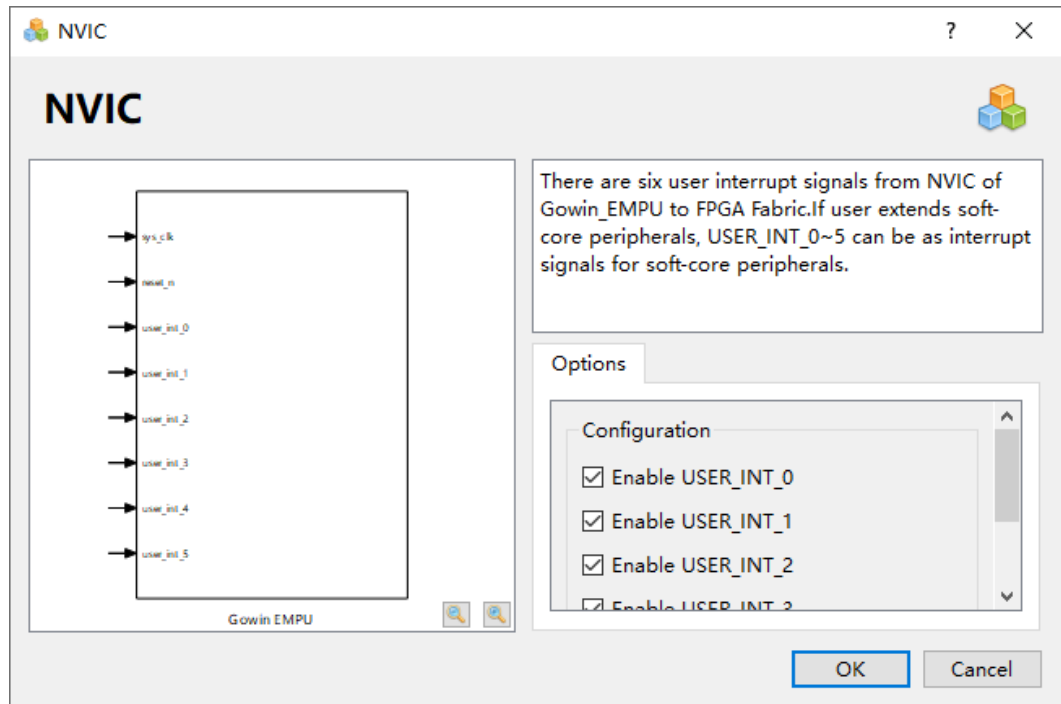 NVIC
?
NVIC
sys_clk
reset_n
user_int_0
user_int_1
user_int_2
user_int_3
user_int_4
user_int_5
Gowin EMPU
There are six user interrupt signals from NVIC of
Gowin_EMPU to FPGA Fabric.If user extends soft-
core peripherals, USER_INT_0~5 can be as interrupt
signals for soft-core peripherals.
Options
Configuration
Enable USER_INT_0
Enable USER_INT_1
Enable USER_INT_2
Enable USER_INT_3
OK
Cancel